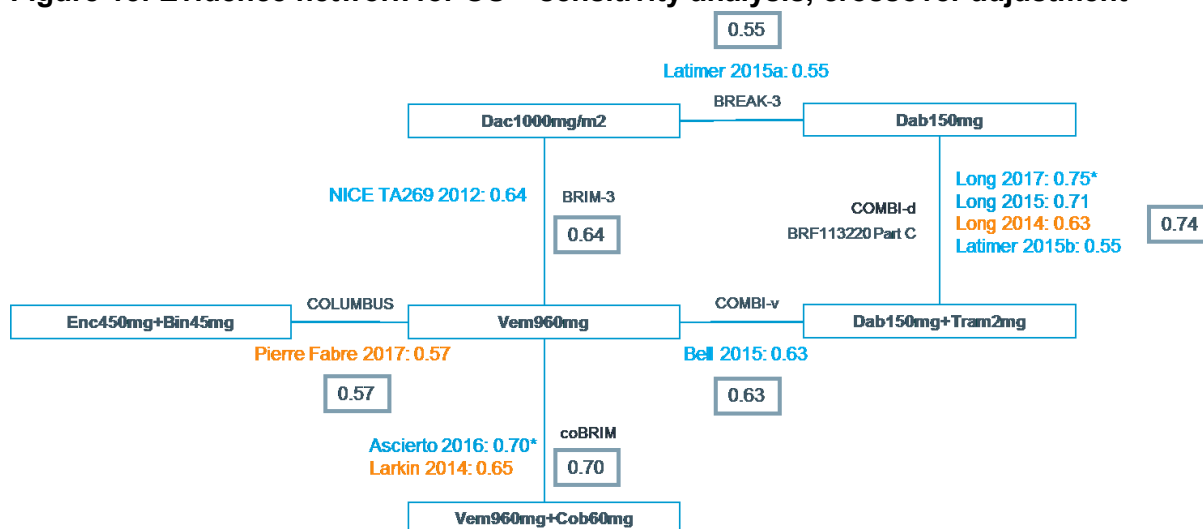 0.55
Latimer 2015a: 0.55
BREAK-3
Dac1000mg/m2
Dab150mg
NICE TA269 2012: 0.64
BRIM-3
0.64
COMBI-d
BRF113220 Part C
Long 2017: 0.75*
Long 2015: 0.71
Long 2014: 0.63
Latimer 2015b: 0.55
0.74
COLUMBUS
COMBI-v
Enc450mg+Bin45mg
Vem960mg
Dab150mg+Tram2mg
Pierre Fabre 2017: 0.57
0.57
Bell 2015: 0.63
0.63
Ascierto 2016: 0.70*
Larkin 2014: 0.65
coBRIM
0.70
Vem960mg+Cob60mg